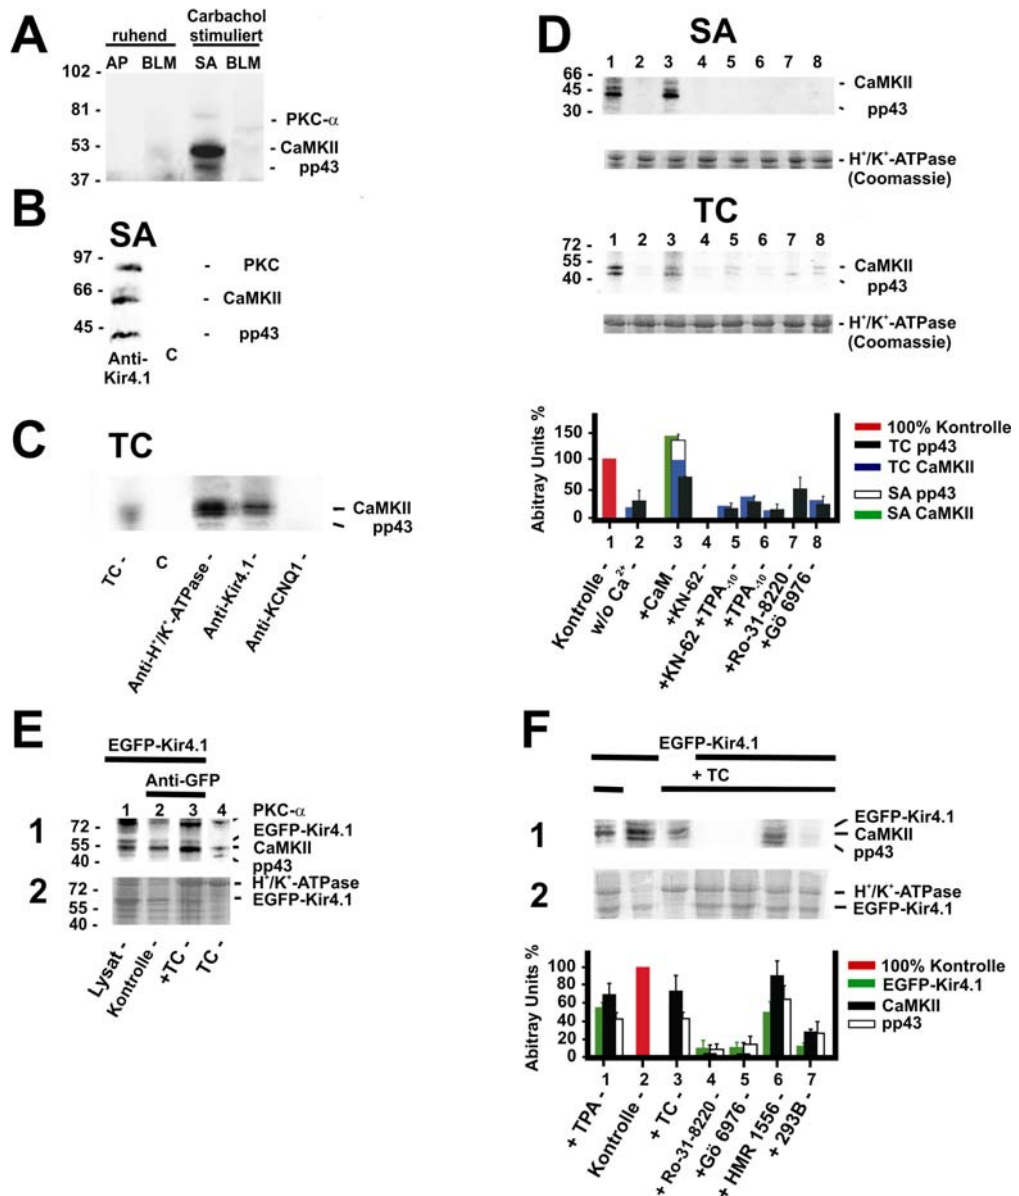 A
ruhend
Carbachol
stimuliert
AP BLM SA BLM
102 -
81 -
53 -
37 -
- PKC-α
- CaMKII
- pp43
B
SA
97 -
66 -
45 -
- PKC
- CaMKII
- pp43
Anti-
Kir4.1
C
C
TC
CaMKII
pp43
TC -
C
Anti-H⁺/K⁺-ATPase -
Anti-Kir4.1 -
Anti-KCNQ1 -
D
SA
1 2 3 4 5 6 7 8
66 -
45 -
30 -
- CaMKII
pp43
- H⁺/K⁺-ATPase
(Coomassie)
TC
1 2 3 4 5 6 7 8
72 -
55 -
40 -
- CaMKII
pp43
- H⁺/K⁺-ATPase
(Coomassie)
Abitray Units %
150
100
50
0
1 2 3 4 5 6 7 8
Kontrolle -
w/o Ca²⁺
+CaM -
+KN-62 -
+KN-62 +TPA-10 -
+TPA-10 -
+Ro-31-8220 -
+Gö 6976 -
100% Kontrolle
TC pp43
TC CaMKII
SA pp43
SA CaMKII
E
EGFP-Kir4.1
Anti-GFP
1 2 3 4
1
72 -
55 -
40 -
PKC-α
EGFP-Kir4.1
CaMKII
pp43
2
72 -
55 -
40 -
H⁺/K⁺-ATPase
EGFP-Kir4.1
Lysat -
Kontrolle -
+TC -
TC -
F
EGFP-Kir4.1
+ TC
1
EGFP-Kir4.1
CaMKII
pp43
2
H⁺/K⁺-ATPase
EGFP-Kir4.1
Abitray Units %
100
80
60
40
20
0
1 2 3 4 5 6 7
+ TPA -
Kontrolle -
+ TC -
+ Ro-31-8220 -
+Gö 6976 -
+ HMR 1556 -
+ 293B -
100% Kontrolle
EGFP-Kir4.1
CaMKII
pp43